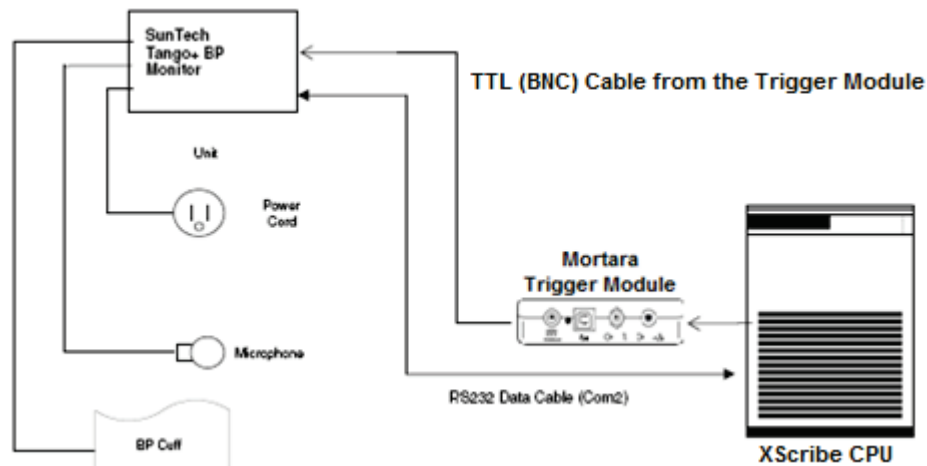 SunTech
Tango+ BP
Monitor
TTL (BNC) Cable from the Trigger Module
Unit
Power
Cord
Mortara
Trigger Module
Microphone
RS232 Data Cable (Com2)
BP Cuff
XScribe CPU